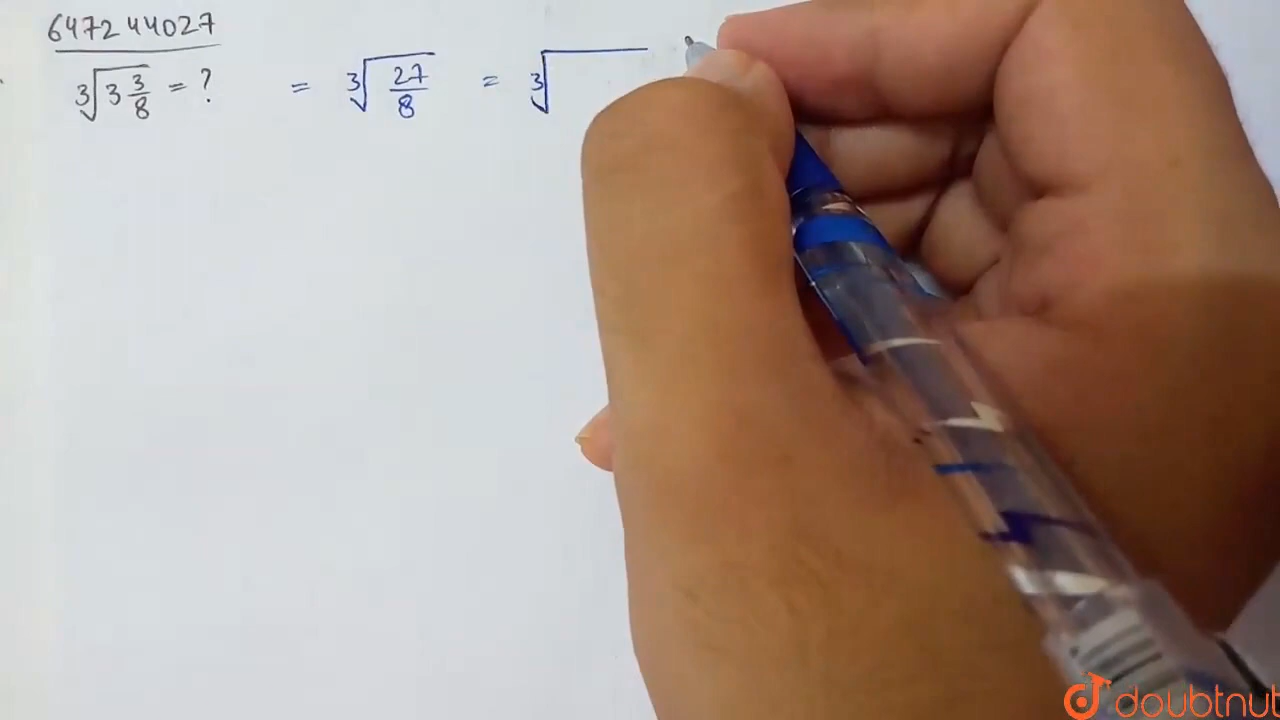 647244027
∛(3 3/8) = ? = ∛(27/8) = ∛
doubtnut